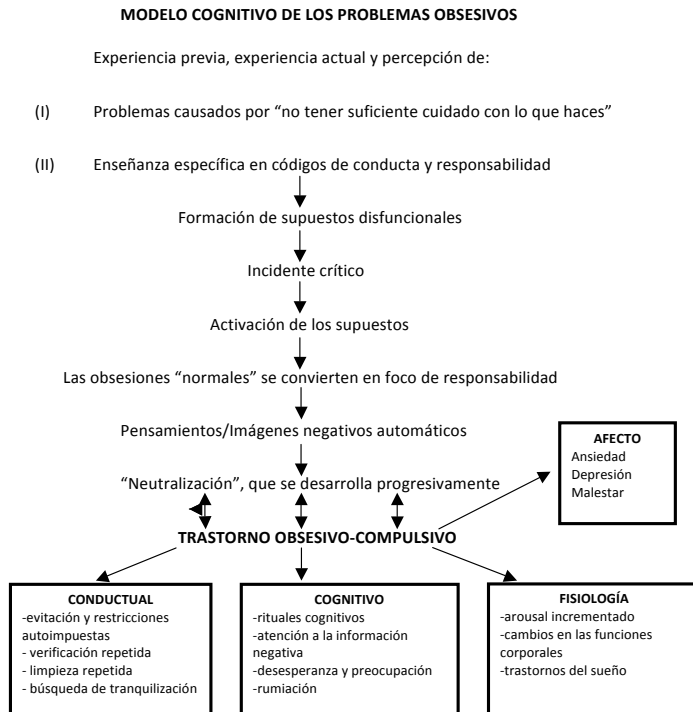 MODELO COGNITIVO DE LOS PROBLEMAS OBSESIVOS
Experiencia previa, experiencia actual y percepción de:
(I) Problemas causados por “no tener suficiente cuidado con lo que haces”
(II) Enseñanza específica en códigos de conducta y responsabilidad
Formación de supuestos disfuncionales
Incidente crítico
Activación de los supuestos
Las obsesiones “normales” se convierten en foco de responsabilidad
Pensamientos/Imágenes negativos automáticos
“Neutralización”, que se desarrolla progresivamente
AFECTO
Ansiedad
Depresión
Malestar
TRASTORNO OBSESIVO-COMPULSIVO
CONDUCTUAL
-evitación y restricciones
autoimpuestas
- verificación repetida
- limpieza repetida
- búsqueda de tranquilización
COGNITIVO
-rituales cognitivos
-atención a la información
negativa
-desesperanza y preocupación
-rumiación
FISIOLOGÍA
-arousal incrementado
-cambios en las funciones
corporales
-trastornos del sueño